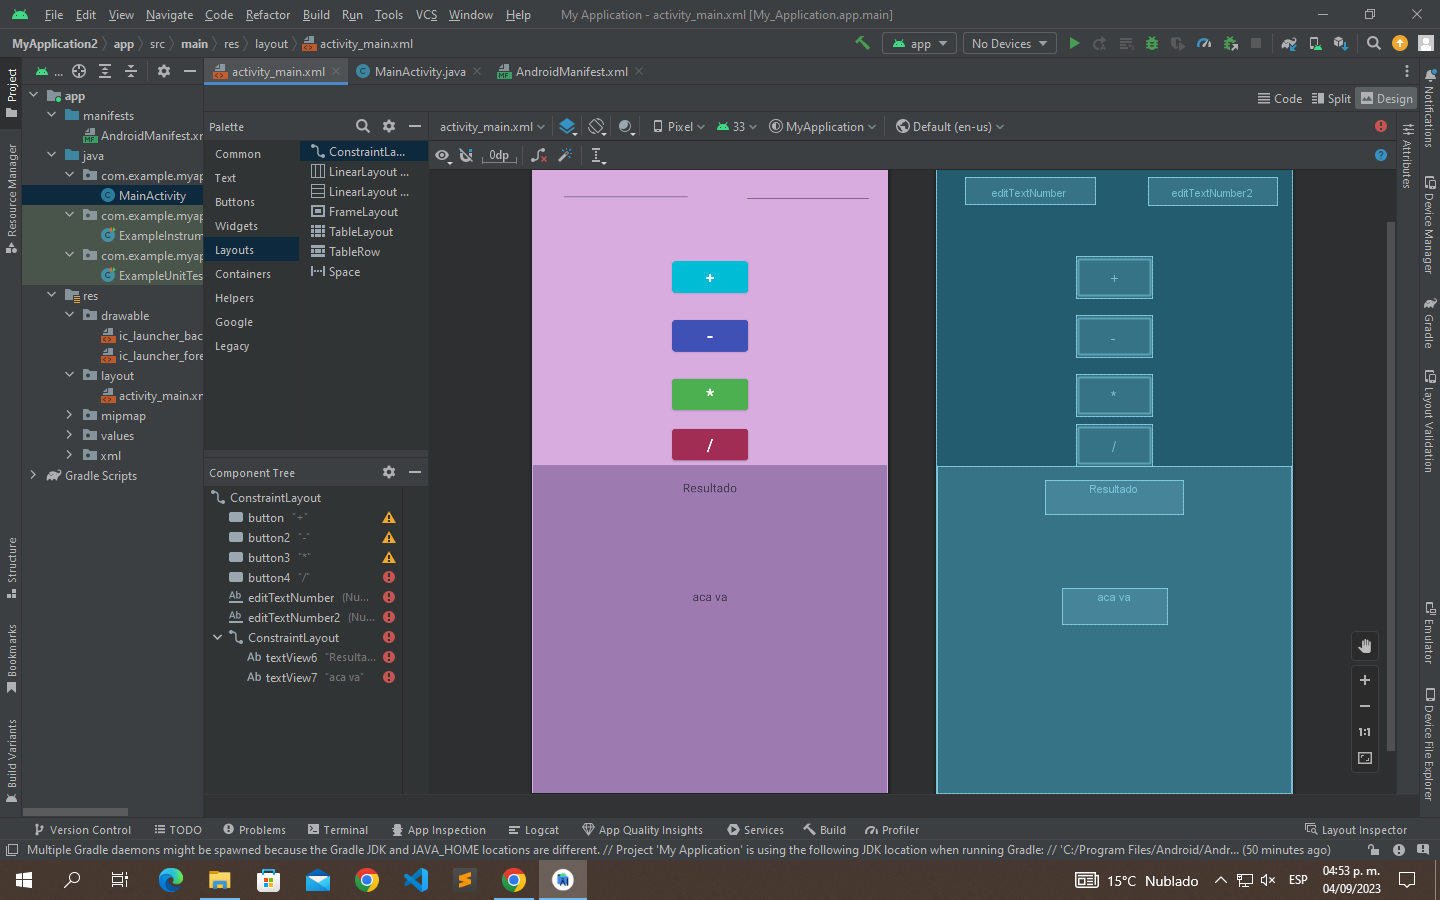 File Edit View Navigate Code Refactor Build Run Tools VCS Window Help My Application - activity_main.xml [My_Application.app.main]
MyApplication2 app src main res layout activity_main.xml app No Devices
Project
... activity_main.xml MainActivity.java AndroidManifest.xml
Code Split Design
app
manifests
AndroidManifest.xr
java
com.example.myap
MainActivity
com.example.myap
ExampleInstrum
com.example.myap
ExampleUnitTes
res
drawable
ic_launcher_bac
ic_launcher_fore
layout
activity_main.xm
mipmap
values
xml
Gradle Scripts
Resource Manager
Structure
Bookmarks
Build Variants
Palette
Common
Text
Buttons
Widgets
Layouts
Containers
Helpers
Google
Legacy
ConstraintLa...
LinearLayout ...
LinearLayout ...
FrameLayout
TableLayout
TableRow
Space
Component Tree
ConstraintLayout
button "+"
button2 "-"
button3 "*"
button4 "/"
editTextNumber (Nu...
editTextNumber2 (Nu...
ConstraintLayout
Ab textView6 "Resulta...
Ab textView7 "aca va"
activity_main.xml Pixel 33 MyApplication Default (en-us)
0dp
+
-
*
/
Resultado
aca va
editTextNumber editTextNumber2
+
-
*
/
Resultado
aca va
1:1
Attributes
Notifications
Device Manager
Gradle
Layout Validation
Emulator
Device File Explorer
Version Control TODO Problems Terminal App Inspection Logcat App Quality Insights Services Build Profiler Layout Inspector
Multiple Gradle daemons might be spawned because the Gradle JDK and JAVA_HOME locations are different. // Project 'My Application' is using the following JDK location when running Gradle: // 'C:/Program Files/Android/Andr... (50 minutes ago)
15°C Nublado ESP 04:53 p. m.
04/09/2023